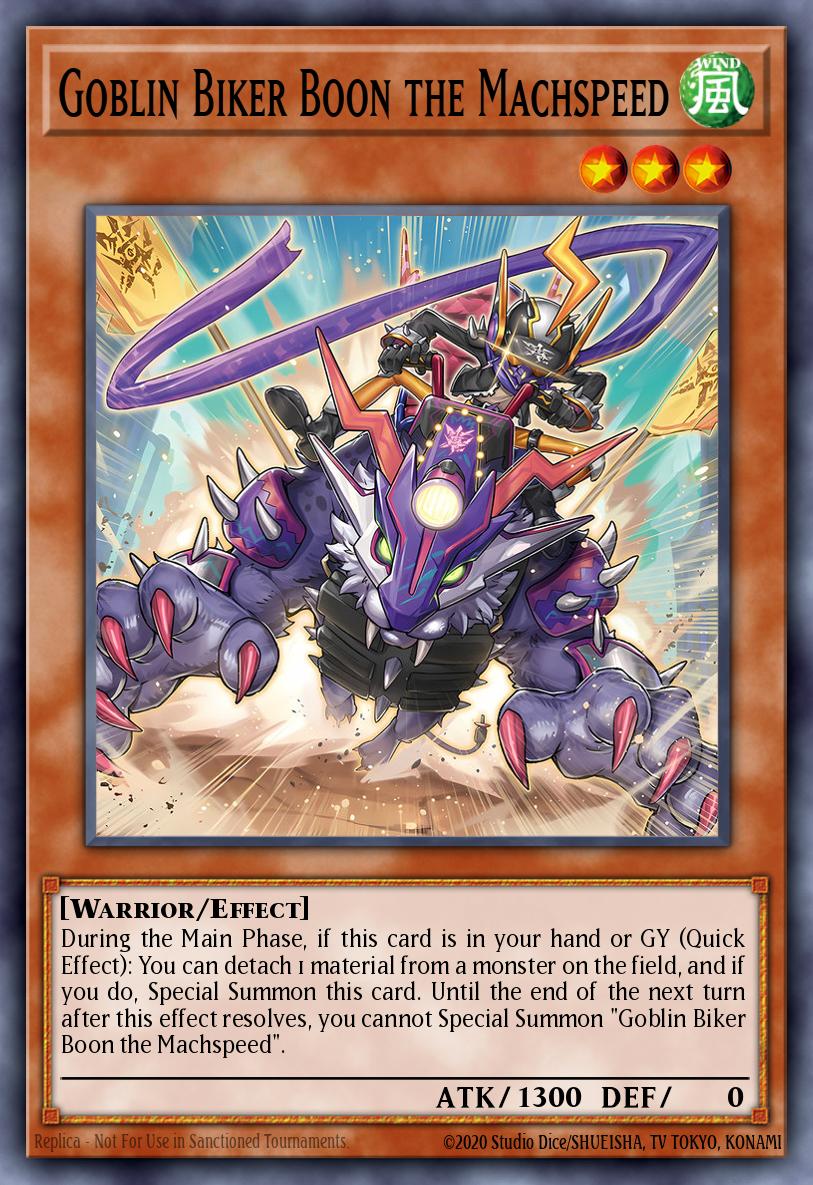 Goblin Biker Boon the Machspeed
WIND
風
[Warrior/Effect]
During the Main Phase, if this card is in your hand or GY (Quick
Effect): You can detach 1 material from a monster on the field, and if
you do, Special Summon this card. Until the end of the next turn
after this effect resolves, you cannot Special Summon "Goblin Biker
Boon the Machspeed".
ATK/ 1300 DEF/ 0
Replica - Not For Use in Sanctioned Tournaments.
©2020 Studio Dice/SHUEISHA, TV TOKYO, KONAMI